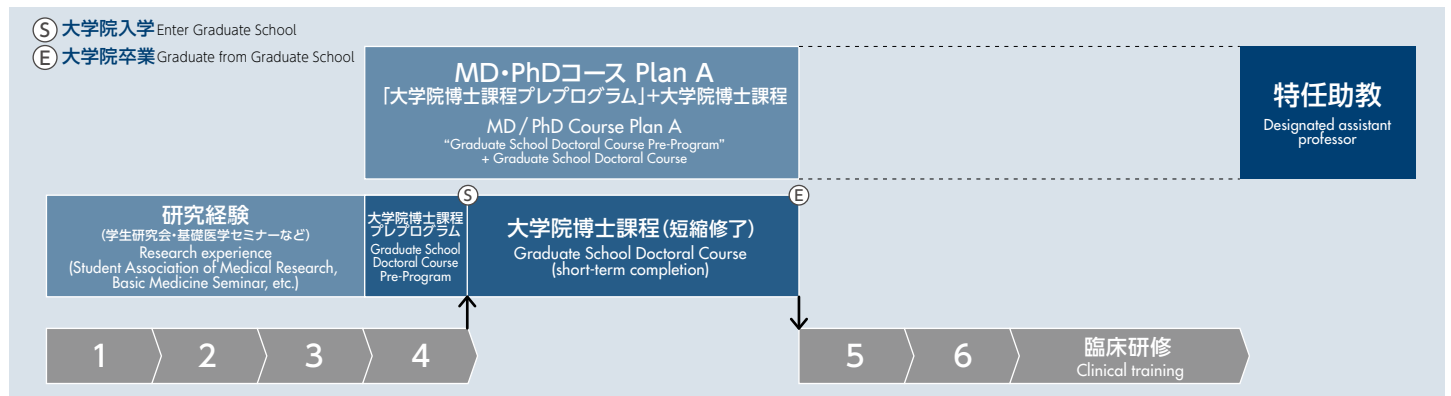 Ⓢ大学院入学 Enter Graduate School
Ⓔ大学院卒業 Graduate from Graduate School
MD・PhDコース Plan A
「大学院博士課程プレプログラム」+大学院博士課程
MD / PhD Course Plan A
“Graduate School Doctoral Course Pre-Program”
+ Graduate School Doctoral Course
特任助教
Designated assistant
professor
Ⓢ
Ⓔ
研究経験
(学生研究会・基礎医学セミナーなど)
Research experience
(Student Association of Medical Research,
Basic Medicine Seminar, etc.)
大学院博士課程
プレプログラム
Graduate School
Doctoral Course
Pre-Program
大学院博士課程(短縮修了)
Graduate School Doctoral Course
(short-term completion)
1
2
3
4
5
6
臨床研修
Clinical training